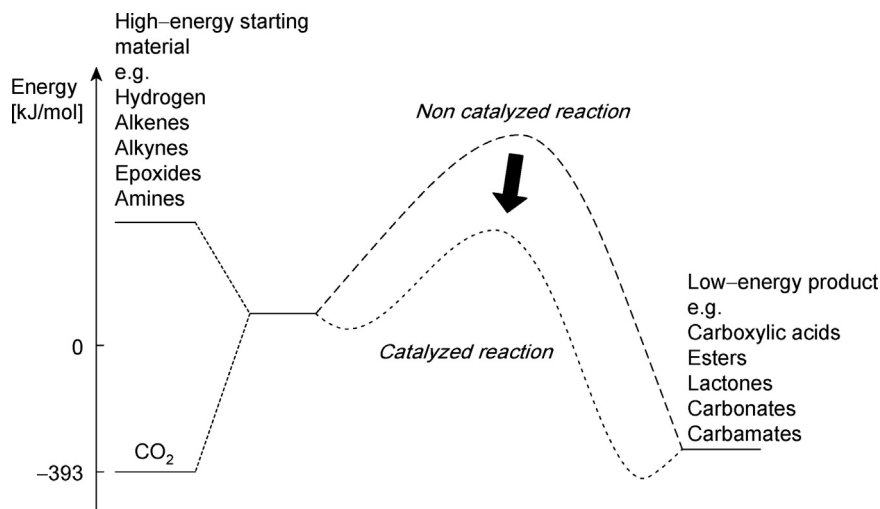 High–energy starting
material
e.g.
Hydrogen
Alkenes
Alkynes
Epoxides
Amines
Energy
[kJ/mol]
Non catalyzed reaction
Catalyzed reaction
0
CO₂
–393
Low–energy product
e.g.
Carboxylic acids
Esters
Lactones
Carbonates
Carbamates